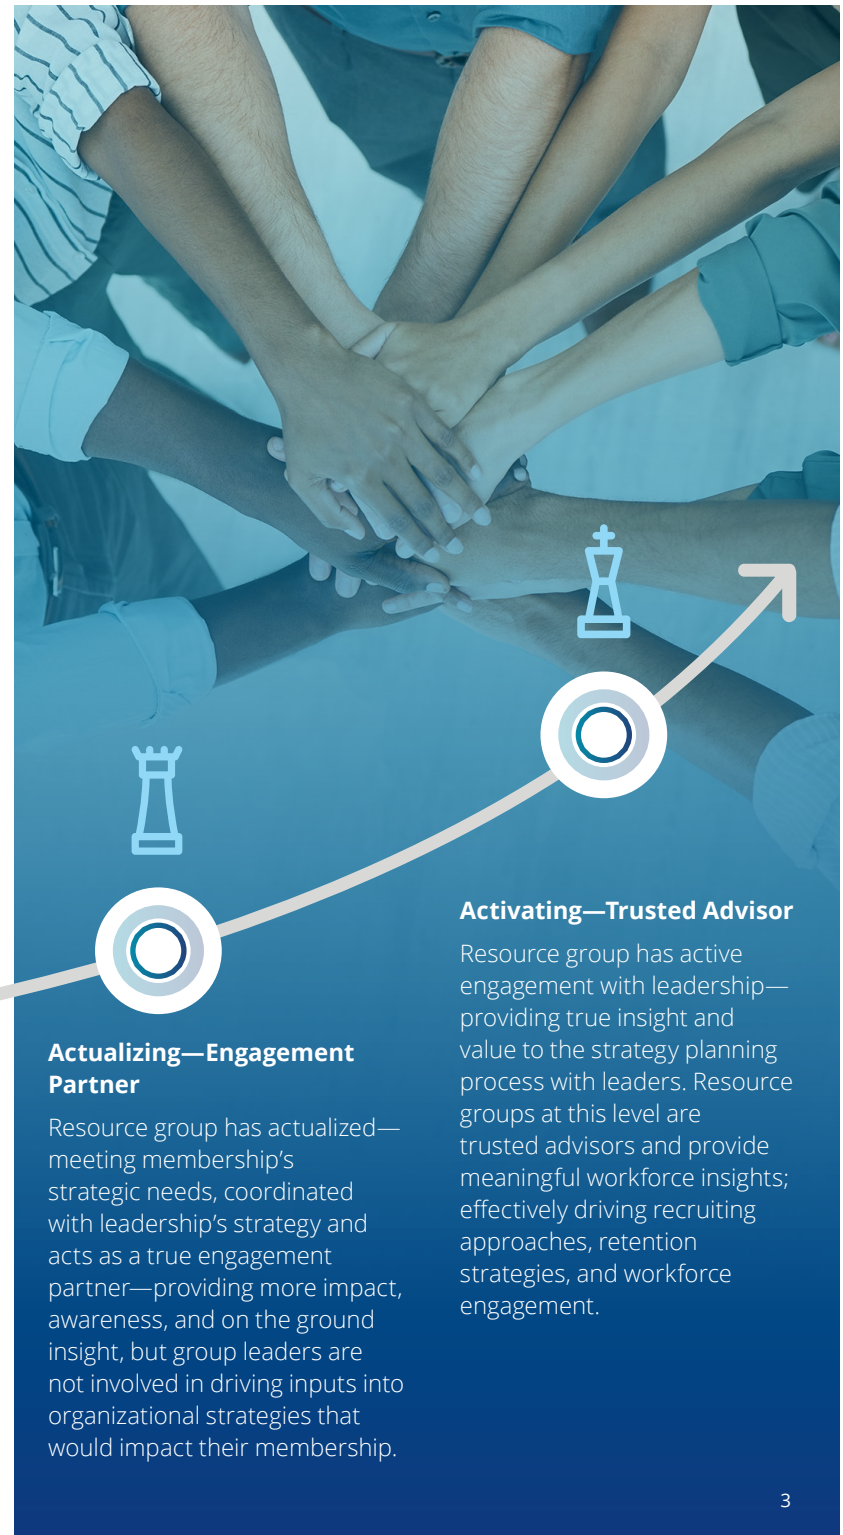 Actualizing—Engagement
Partner
Resource group has actualized—
meeting membership’s
strategic needs, coordinated
with leadership’s strategy and
acts as a true engagement
partner—providing more impact,
awareness, and on the ground
insight, but group leaders are
not involved in driving inputs into
organizational strategies that
would impact their membership.
Activating—Trusted Advisor
Resource group has active
engagement with leadership—
providing true insight and
value to the strategy planning
process with leaders. Resource
groups at this level are
trusted advisors and provide
meaningful workforce insights;
effectively driving recruiting
approaches, retention
strategies, and workforce
engagement.
3